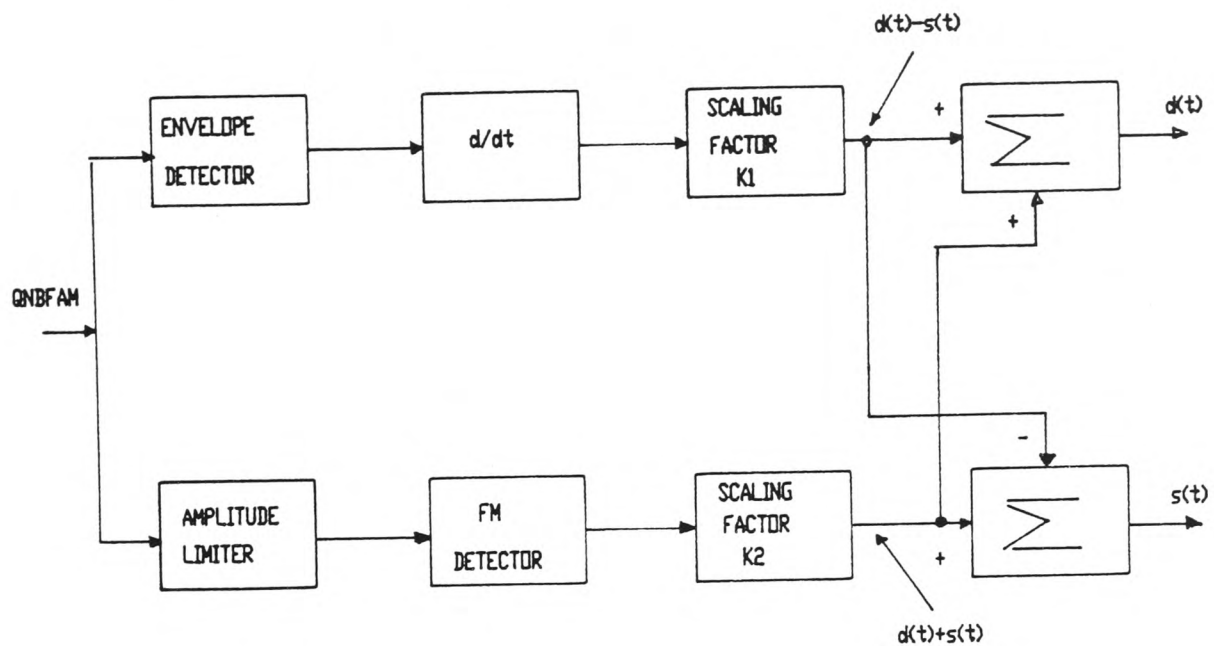 d(t)-s(t)
ENVELOPE
DETECTOR
d/dt
SCALING
FACTOR
K1
+
∑
d(t)
+
QNBFAM
-
AMPLITUDE
LIMITER
FM
DETECTOR
SCALING
FACTOR
K2
+
∑
s(t)
d(t)+s(t)